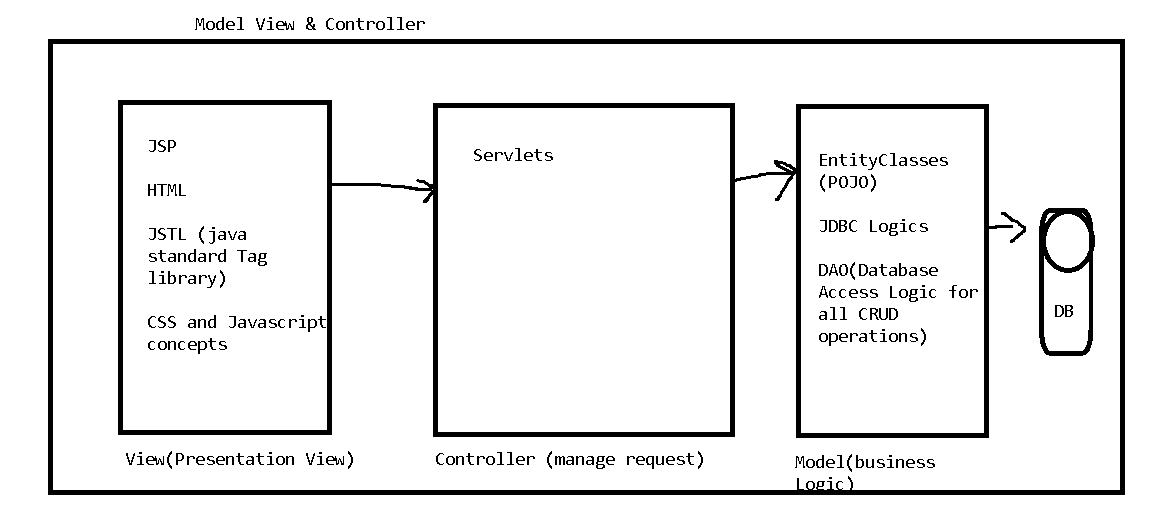 Model View & Controller
JSP
HTML
JSTL (java
standard Tag
library)
CSS and Javascript
concepts
View(Presentation View)
Servlets
Controller (manage request)
EntityClasses
(POJO)
JDBC Logics
DAO(Database
Access Logic for
all CRUD
operations)
Model(business
Logic)
DB